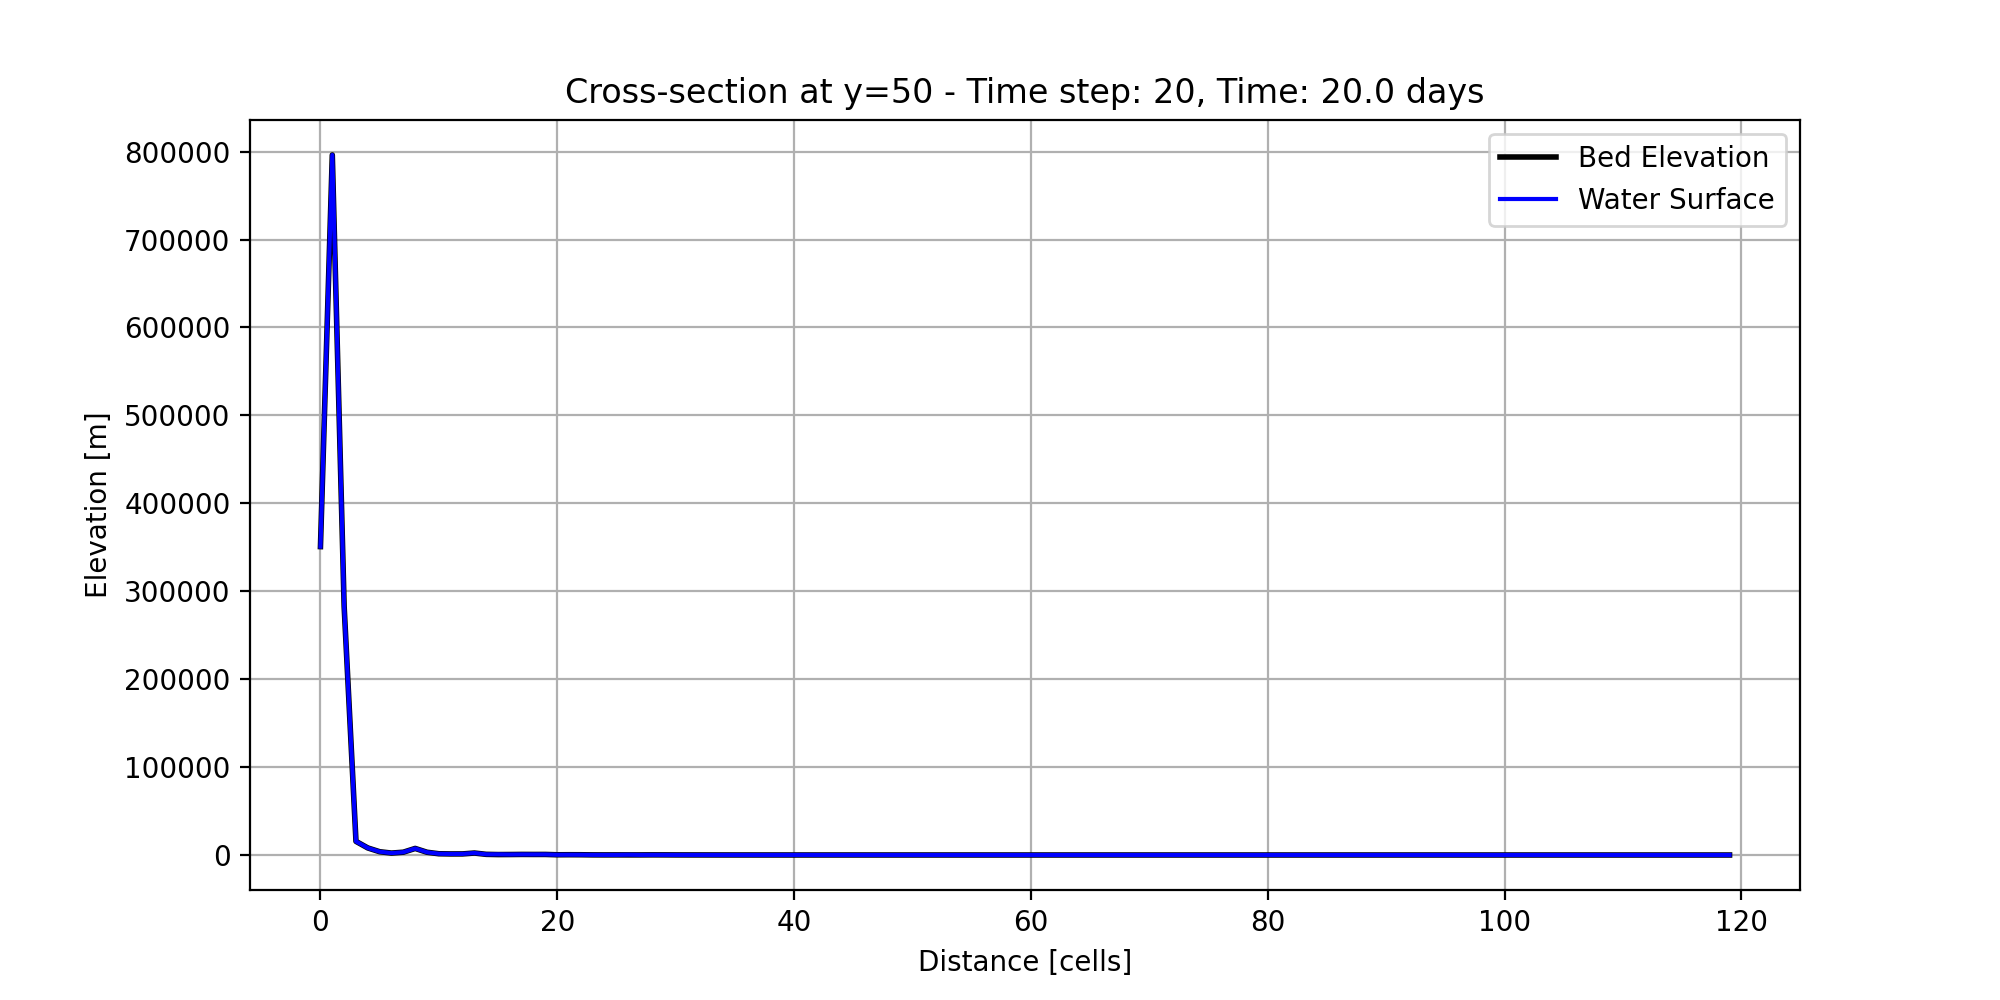 Cross-section at y=50 - Time step: 20, Time: 20.0 days
Bed Elevation
Water Surface
800000
700000
600000
500000
400000
300000
200000
100000
0
Elevation [m]
0 20 40 60 80 100 120
Distance [cells]